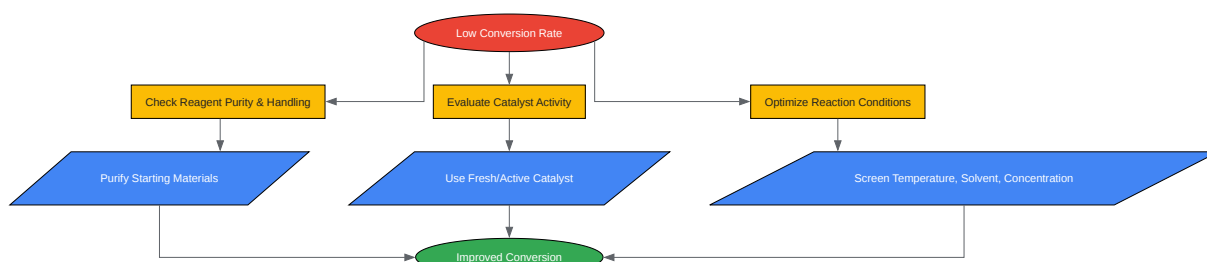 Low Conversion Rate
Check Reagent Purity & Handling
Evaluate Catalyst Activity
Optimize Reaction Conditions
Purify Starting Materials
Use Fresh/Active Catalyst
Screen Temperature, Solvent, Concentration
Improved Conversion